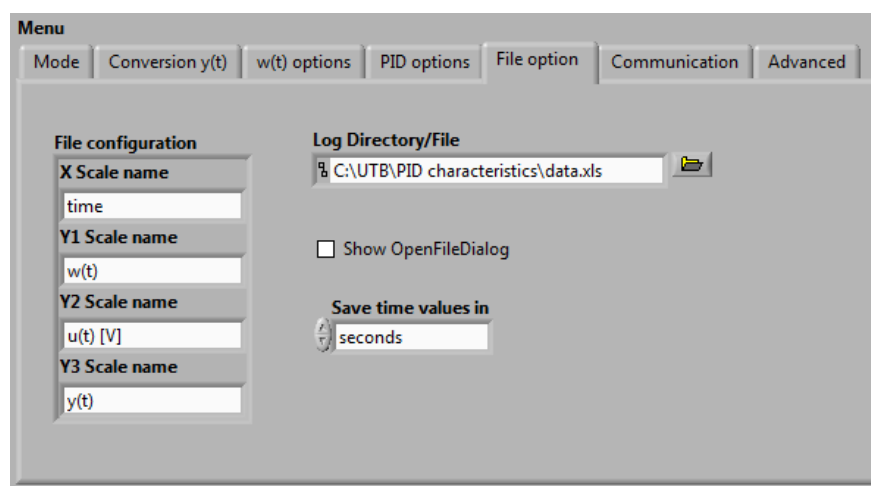 Menu
Mode Conversion y(t) w(t) options PID options File option Communication Advanced
File configuration
X Scale name
time
Y1 Scale name
w(t)
Y2 Scale name
u(t) [V]
Y3 Scale name
y(t)
Log Directory/File
C:\UTB\PID characteristics\data.xls
Show OpenFileDialog
Save time values in
seconds